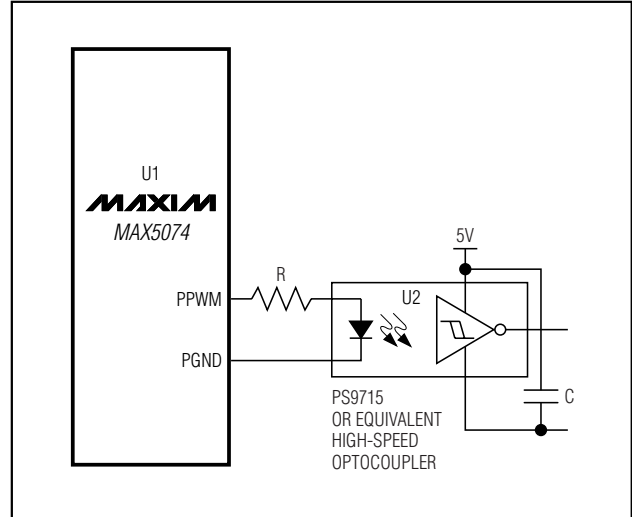 U1
MAXIM
MAX5074
PPWM
PGND
R
5V
U2
C
PS9715
OR EQUIVALENT
HIGH-SPEED
OPTOCOUPLER